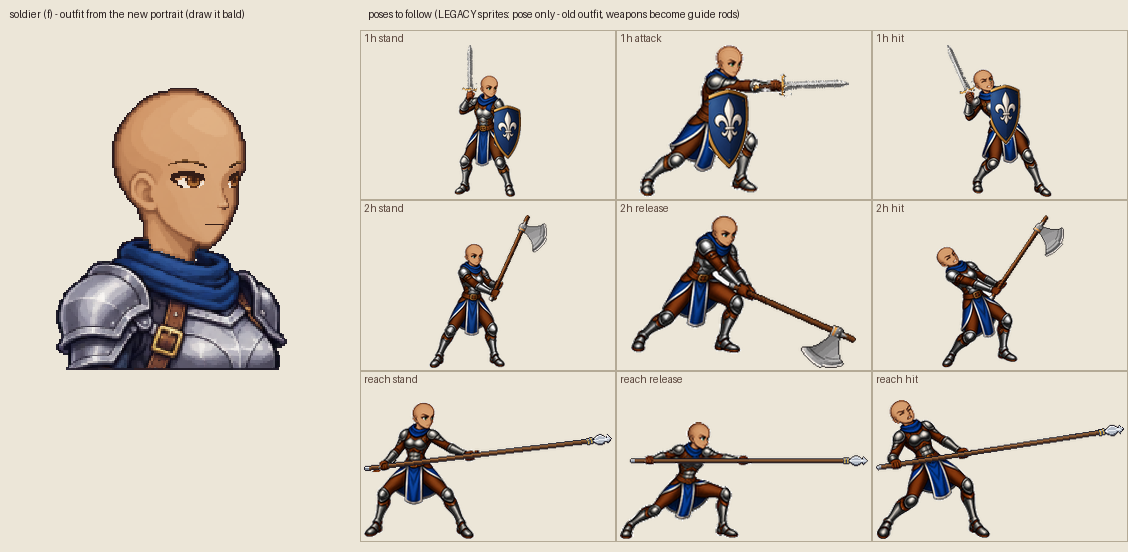 soldier (f) - outfit from the new portrait (draw it bald)
poses to follow (LEGACY sprites: pose only - old outfit, weapons become guide rods)
1h stand
1h attack
1h hit
2h stand
2h release
2h hit
reach stand
reach release
reach hit